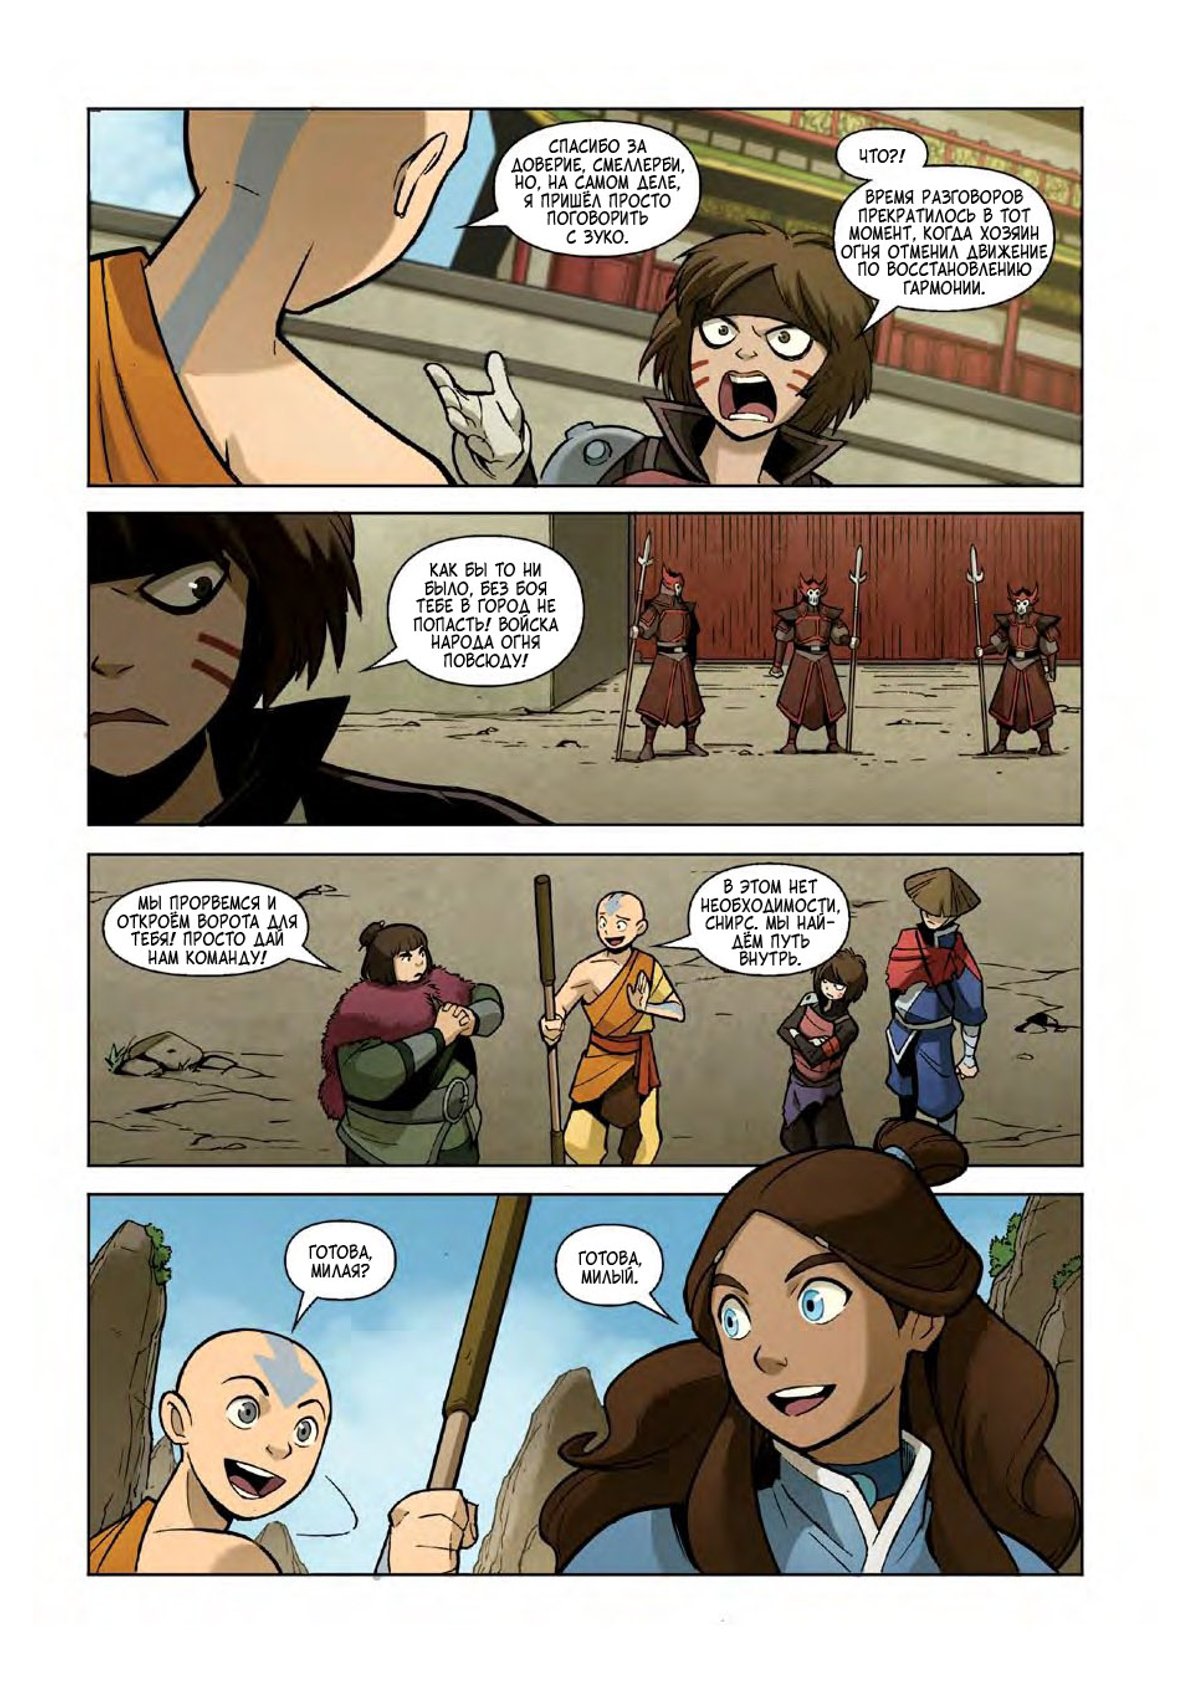 СПАСИБО ЗА
ДОВЕРИЕ, СМЕЛЛЕРБИ,
НО, НА САМОМ ДЕЛЕ,
Я ПРИШЁЛ ПРОСТО
ПОГОВОРИТЬ
С ЗУКО.
ЧТО?!
ВРЕМЯ РАЗГОВОРОВ
ПРЕКРАТИЛОСЬ В ТОТ
МОМЕНТ, КОГДА ХОЗЯИН
ОГНЯ ОТМЕНИЛ ДВИЖЕНИЕ
ПО ВОССТАНОВЛЕНИЮ
ГАРМОНИИ.
КАК БЫ ТО НИ
БЫЛО, БЕЗ БОЯ
ТЕБЕ В ГОРОД НЕ
ПОПАСТЬ! ВОЙСКА
НАРОДА ОГНЯ
ПОВСЮДУ!
МЫ ПРОРВЕМСЯ И
ОТКРОЁМ ВОРОТА ДЛЯ
ТЕБЯ! ПРОСТО ДАЙ
НАМ КОМАНДУ!
В ЭТОМ НЕТ
НЕОБХОДИМОСТИ,
СНИРС. МЫ НАЙ-
ДЁМ ПУТЬ
ВНУТРЬ.
ГОТОВА,
МИЛАЯ?
ГОТОВА,
МИЛЫЙ.